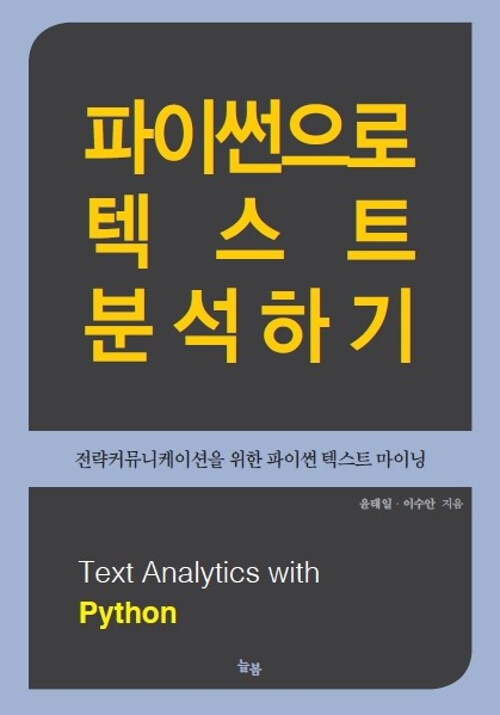 파이썬으로
텍스트
분석하기
전략커뮤니케이션을 위한 파이썬 텍스트 마이닝
윤태일 · 이수안 지음
Text Analytics with
Python
늘봄